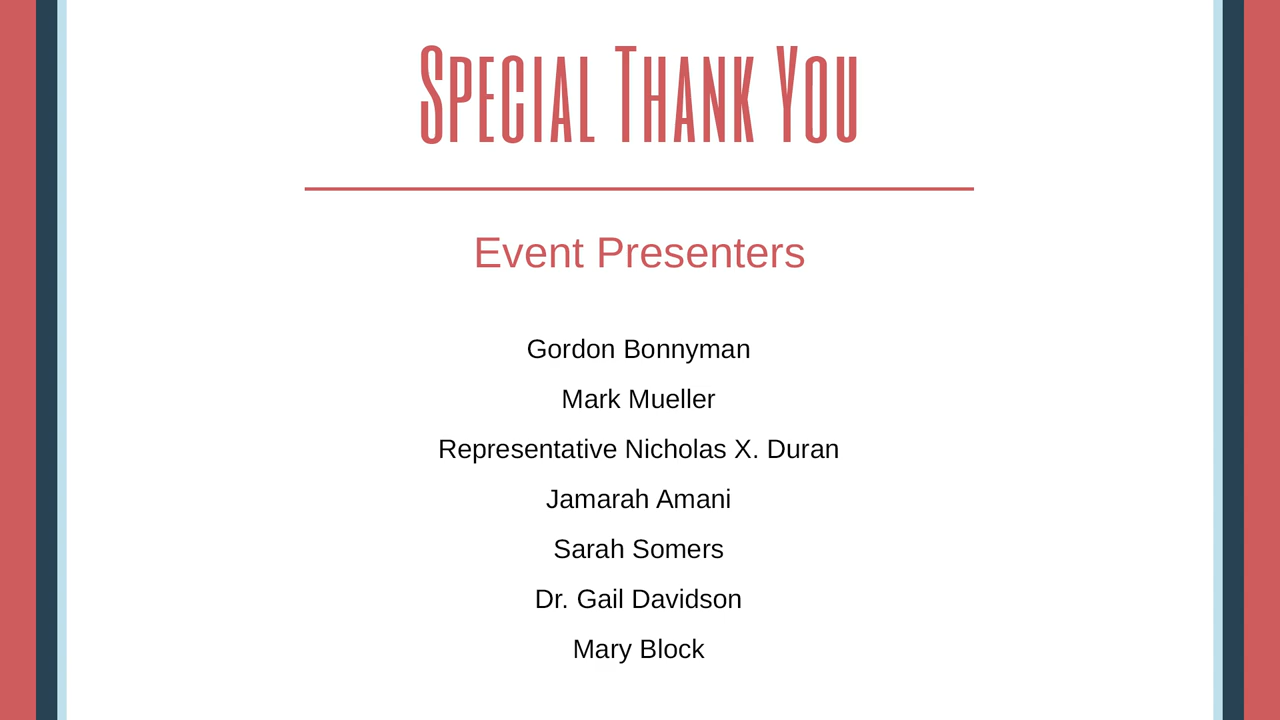 Special Thank You
Event Presenters
Gordon Bonnyman
Mark Mueller
Representative Nicholas X. Duran
Jamarah Amani
Sarah Somers
Dr. Gail Davidson
Mary Block